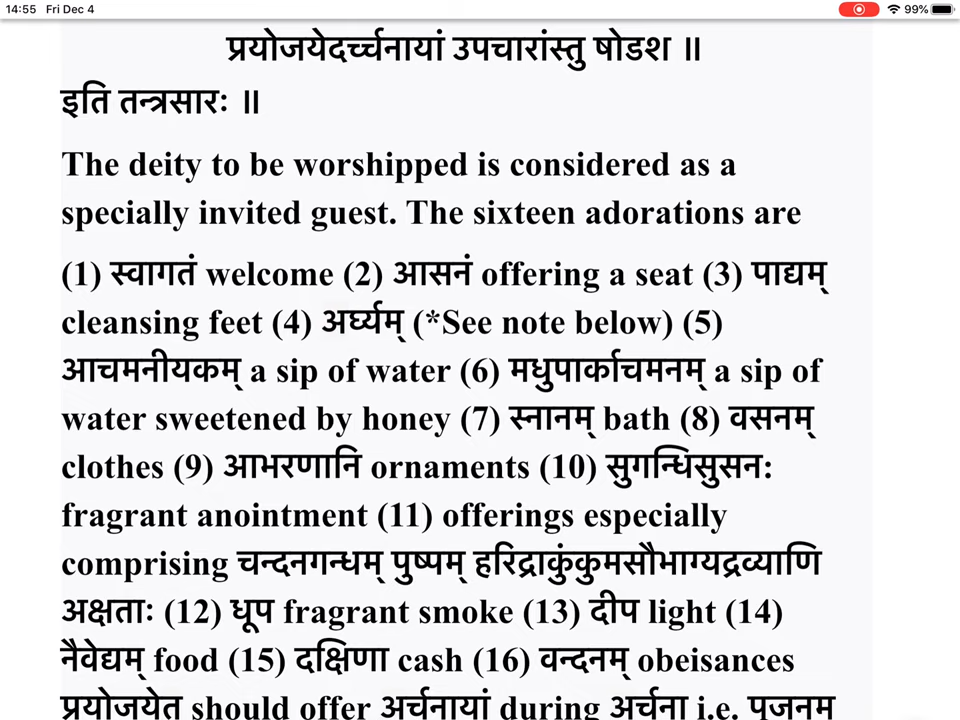 14:55 Fri Dec 4 99%
प्रयोजयेदर्च्चनायां उपचारांस्तु षोडश ॥
इति तन्त्रसारः ॥
The deity to be worshipped is considered as a
specially invited guest. The sixteen adorations are
(1) स्वागतं welcome (2) आसनं offering a seat (3) पाद्यम्
cleansing feet (4) अर्घ्यम् (*See note below) (5)
आचमनीयकम् a sip of water (6) मधुपार्काचमनम् a sip of
water sweetened by honey (7) स्नानम् bath (8) वसनम्
clothes (9) आभरणानि ornaments (10) सुगन्धिसुसन:
fragrant anointment (11) offerings especially
comprising चन्दनगन्धम् पुष्पम् हरिद्राकुंकुमसौभाग्यद्रव्याणि
अक्षताः (12) धूप fragrant smoke (13) दीप light (14)
नैवेद्यम् food (15) दक्षिणा cash (16) वन्दनम् obeisances
प्रयोजयेत should offer अर्चनायां during अर्चना i.e. पूजनम